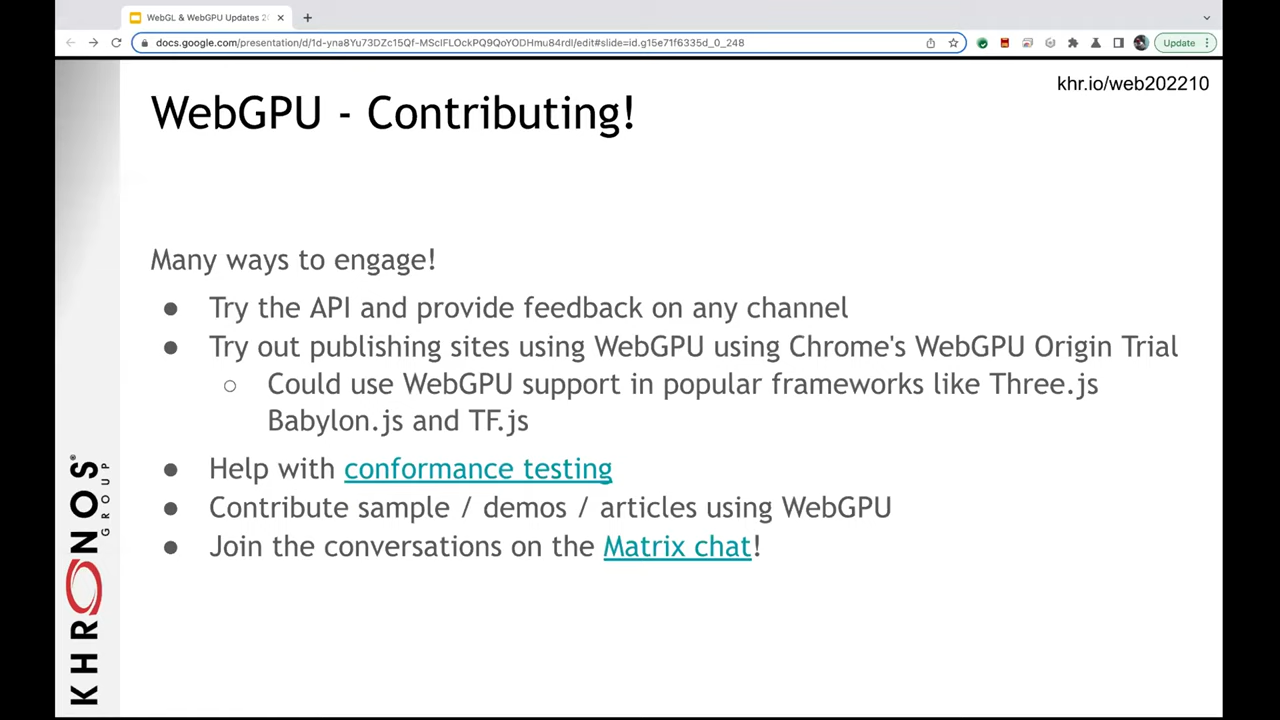 WebGL & WebGPU Updates 2
docs.google.com/presentation/d/1d-yna8Yu73DZc15Qf-MScIFLOckPQ9QoYODHmu84rdI/edit#slide=id.g15e71f6335d_0_248
Update
khr.io/web202210
WebGPU - Contributing!
Many ways to engage!
● Try the API and provide feedback on any channel
● Try out publishing sites using WebGPU using Chrome's WebGPU Origin Trial
○ Could use WebGPU support in popular frameworks like Three.js
Babylon.js and TF.js
● Help with conformance testing
● Contribute sample / demos / articles using WebGPU
● Join the conversations on the Matrix chat!
KHRONOS®
GROUP